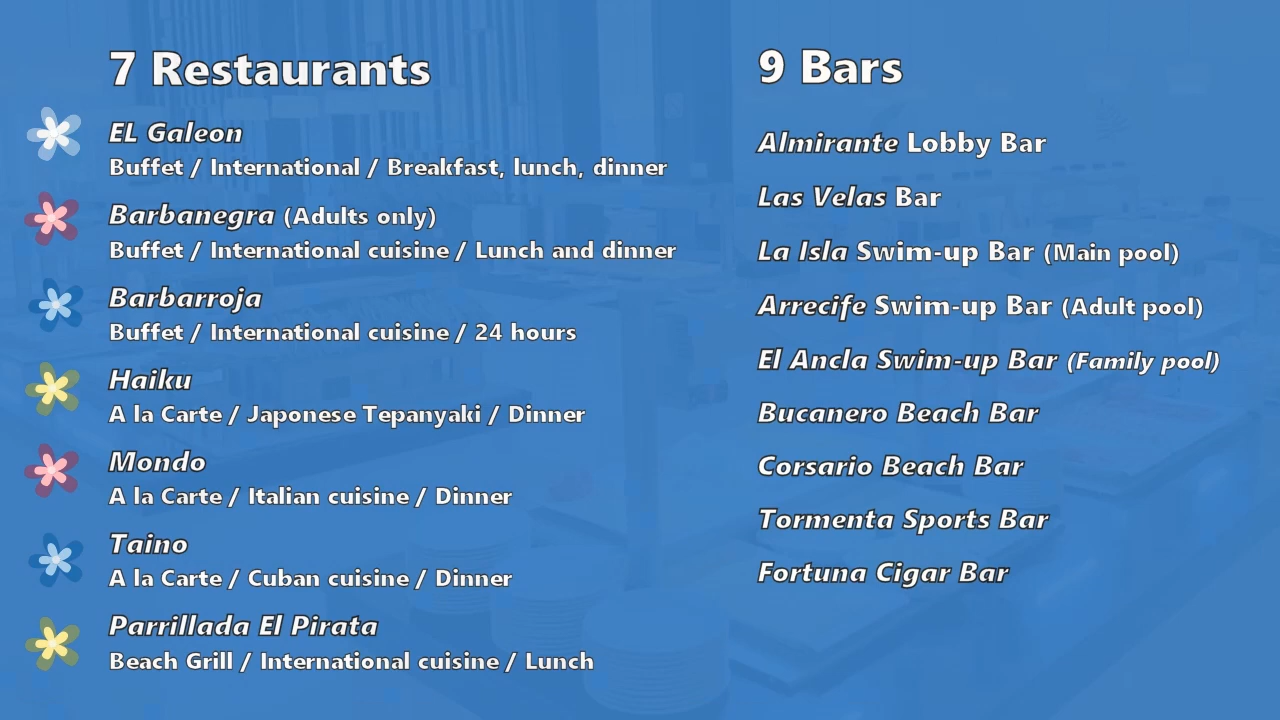 7 Restaurants
EL Galeon
Buffet / International / Breakfast, lunch, dinner
Barbanegra (Adults only)
Buffet / International cuisine / Lunch and dinner
Barbarroja
Buffet / International cuisine / 24 hours
Haiku
A la Carte / Japonese Tepanyaki / Dinner
Mondo
A la Carte / Italian cuisine / Dinner
Taino
A la Carte / Cuban cuisine / Dinner
Parrillada El Pirata
Beach Grill / International cuisine / Lunch
9 Bars
Almirante Lobby Bar
Las Velas Bar
La Isla Swim-up Bar (Main pool)
Arrecife Swim-up Bar (Adult pool)
El Ancla Swim-up Bar (Family pool)
Bucanero Beach Bar
Corsario Beach Bar
Tormenta Sports Bar
Fortuna Cigar Bar